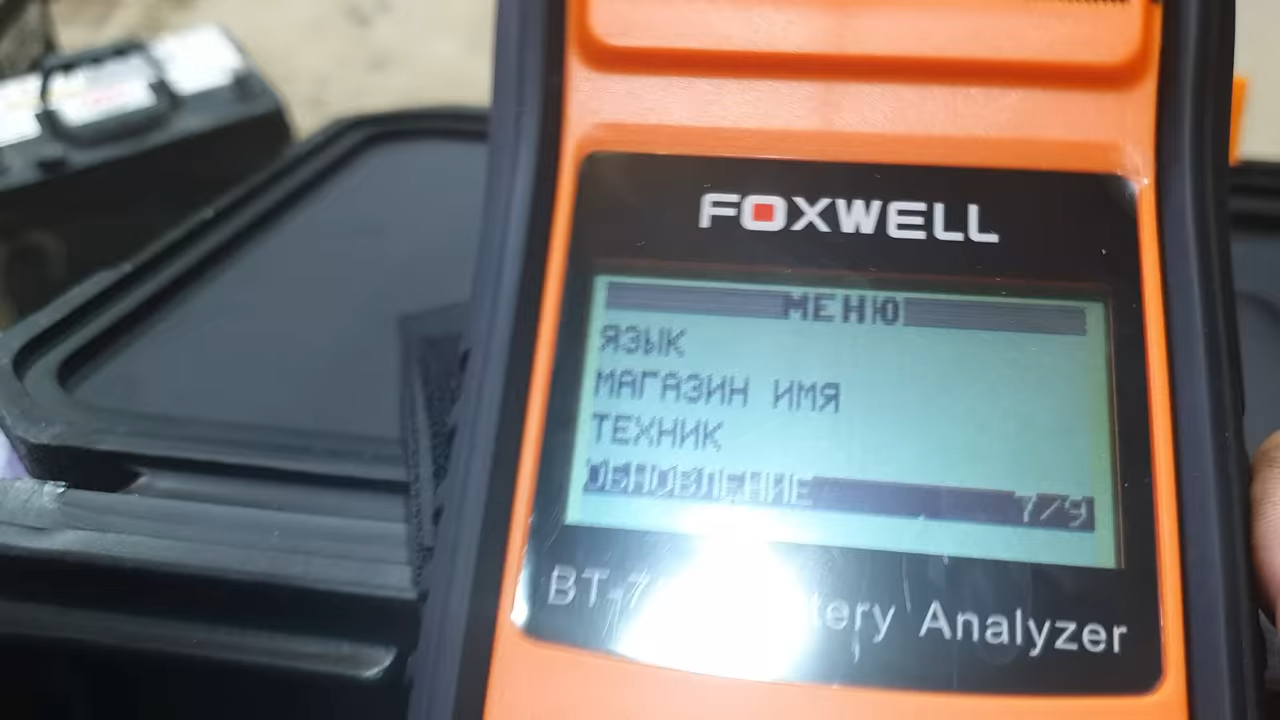 FOXWELL
МЕНЮ
ЯЗЫК
МАГАЗИН ИМЯ
ТЕХНИК
ОБНОВЛЕНИЕ 7/9
Analyzer